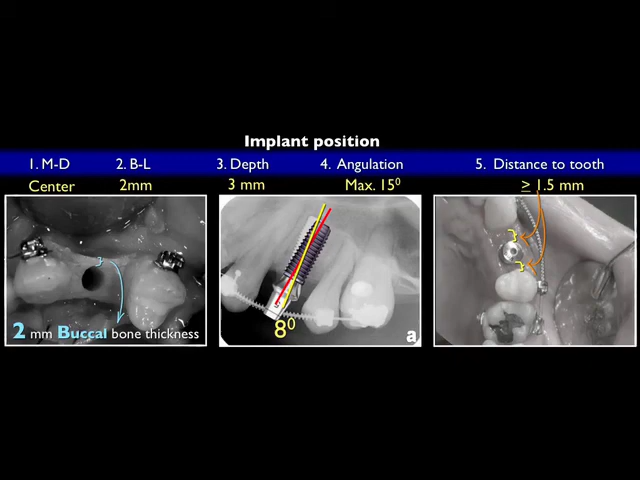 Implant position
1. M-D 2. B-L 3. Depth 4. Angulation 5. Distance to tooth
Center 2mm 3 mm Max. 15⁰ ≥ 1.5 mm
3
2 mm Buccal bone thickness
8⁰
a